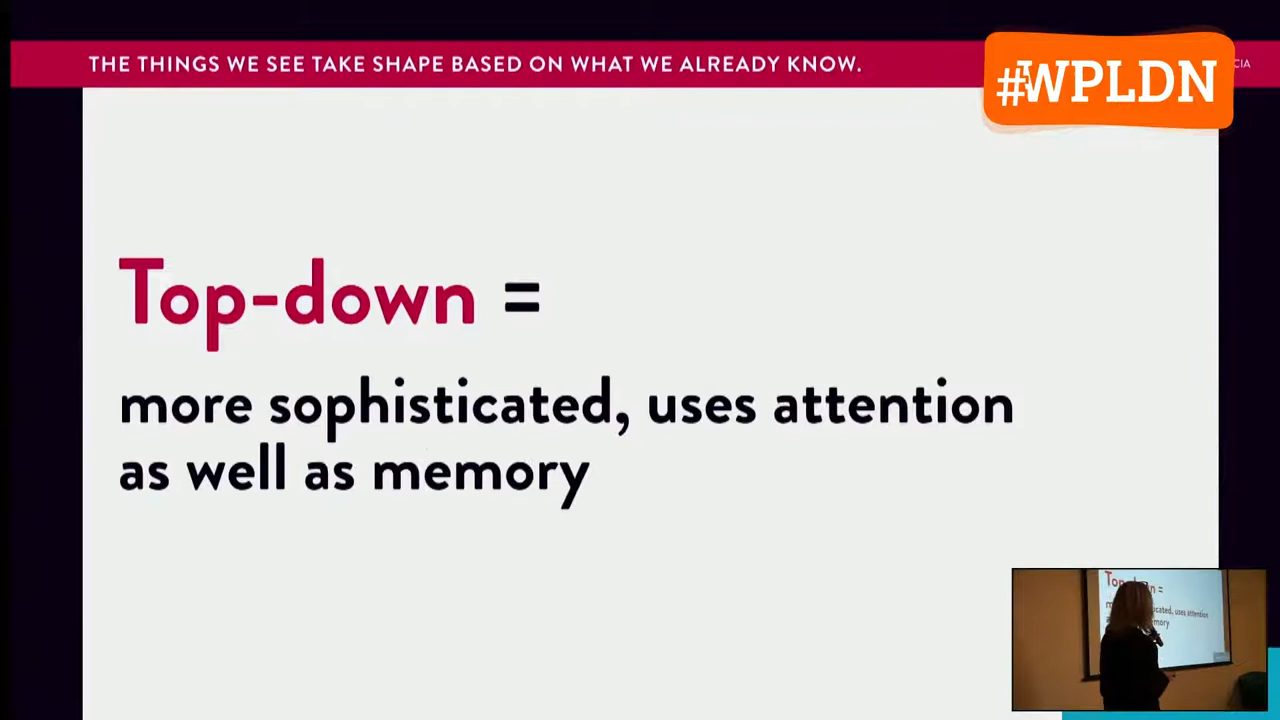 THE THINGS WE SEE TAKE SHAPE BASED ON WHAT WE ALREADY KNOW.
#WPLDN
CIA
Top-down =
more sophisticated, uses attention
as well as memory